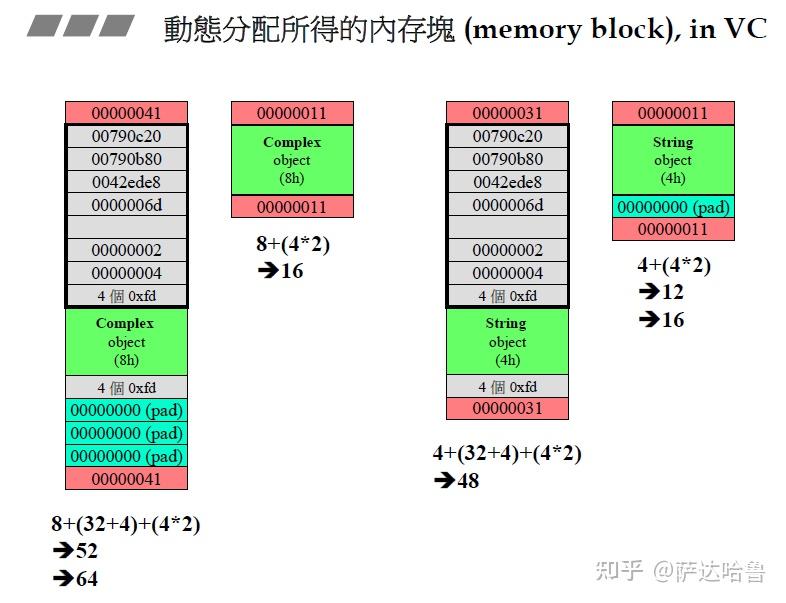 動態分配所得的內存塊 (memory block), in VC
00000041
00790c20
00790b80
0042ede8
0000006d
00000002
00000004
4 個 0xfd
Complex
object
(8h)
4 個 0xfd
00000000 (pad)
00000000 (pad)
00000000 (pad)
00000041
8+(32+4)+(4*2)
➔52
➔64
00000011
Complex
object
(8h)
00000011
8+(4*2)
➔16
00000031
00790c20
00790b80
0042ede8
0000006d
00000002
00000004
4 個 0xfd
String
object
(4h)
4 個 0xfd
00000031
4+(32+4)+(4*2)
➔48
00000011
String
object
(4h)
00000000 (pad)
00000011
4+(4*2)
➔12
➔16
知乎 @萨达哈鲁